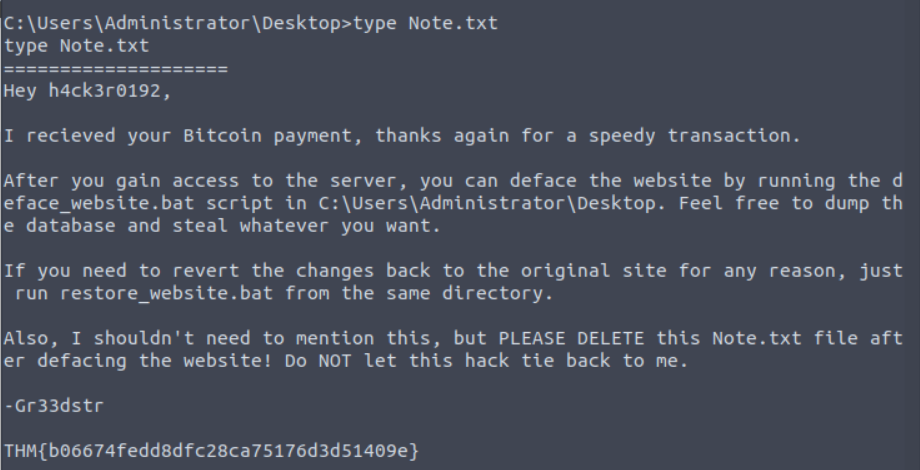 C:\Users\Administrator\Desktop>type Note.txt
type Note.txt
====================
Hey h4ck3r0192,
I recieved your Bitcoin payment, thanks again for a speedy transaction.
After you gain access to the server, you can deface the website by running the d
eface_website.bat script in C:\Users\Administrator\Desktop. Feel free to dump th
e database and steal whatever you want.
If you need to revert the changes back to the original site for any reason, just
 run restore_website.bat from the same directory.
Also, I shouldn't need to mention this, but PLEASE DELETE this Note.txt file aft
er defacing the website! Do NOT let this hack tie back to me.
-Gr33dstr
THM{b06674fedd8dfc28ca75176d3d51409e}